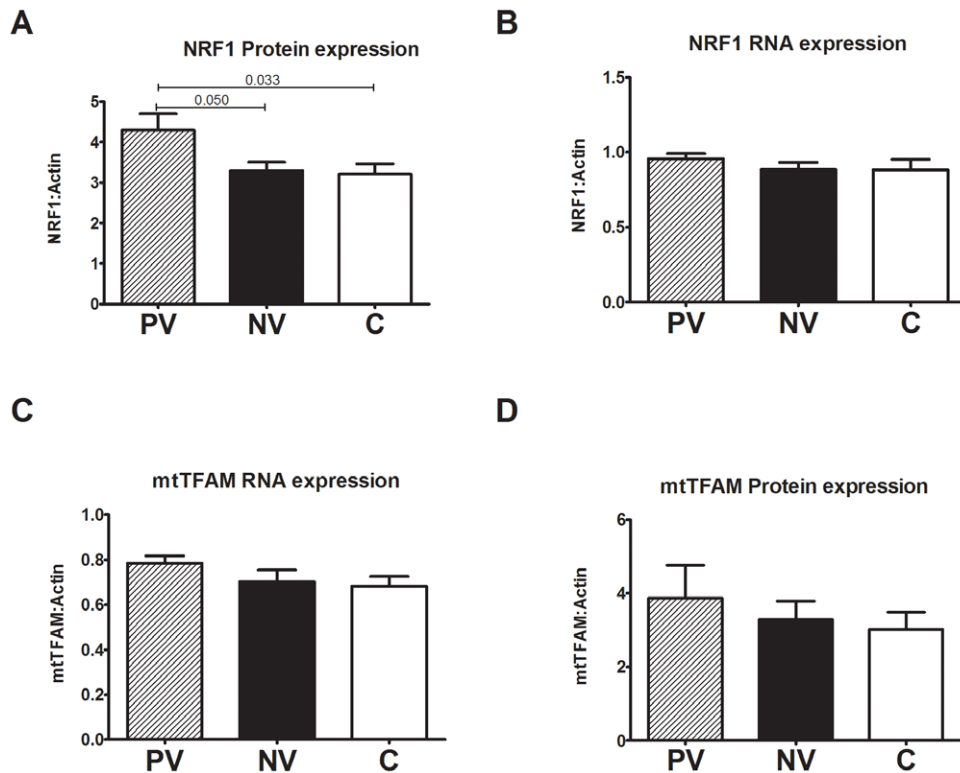 A
NRF1 Protein expression
0.033
0.050
5
4
3
2
1
0
NRF1:Actin
PV NV C
B
NRF1 RNA expression
1.5
1.0
0.5
0.0
NRF1:Actin
PV NV C
C
mtTFAM RNA expression
1.0
0.8
0.6
0.4
0.2
0.0
mtTFAM:Actin
PV NV C
D
mtTFAM Protein expression
6
4
2
0
mtTFAM:Actin
PV NV C